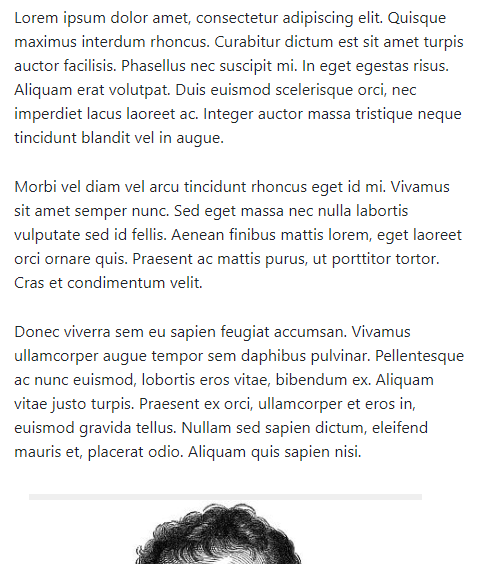 Lorem ipsum dolor amet, consectetur adipiscing elit. Quisque
maximus interdum rhoncus. Curabitur dictum est sit amet turpis
auctor facilisis. Phasellus nec suscipit mi. In eget egestas risus.
Aliquam erat volutpat. Duis euismod scelerisque orci, nec
imperdiet lacus laoreet ac. Integer auctor massa tristique neque
tincidunt blandit vel in augue.
Morbi vel diam vel arcu tincidunt rhoncus eget id mi. Vivamus
sit amet semper nunc. Sed eget massa nec nulla labortis
vulputate sed id fellis. Aenean finibus mattis lorem, eget laoreet
orci ornare quis. Praesent ac mattis purus, ut porttitor tortor.
Cras et condimentum velit.
Donec viverra sem eu sapien feugiat accumsan. Vivamus
ullamcorper augue tempor sem daphibus pulvinar. Pellentesque
ac nunc euismod, lobortis eros vitae, bibendum ex. Aliquam
vitae justo turpis. Praesent ex orci, ullamcorper et eros in,
euismod gravida tellus. Nullam sed sapien dictum, eleifend
mauris et, placerat odio. Aliquam quis sapien nisi.